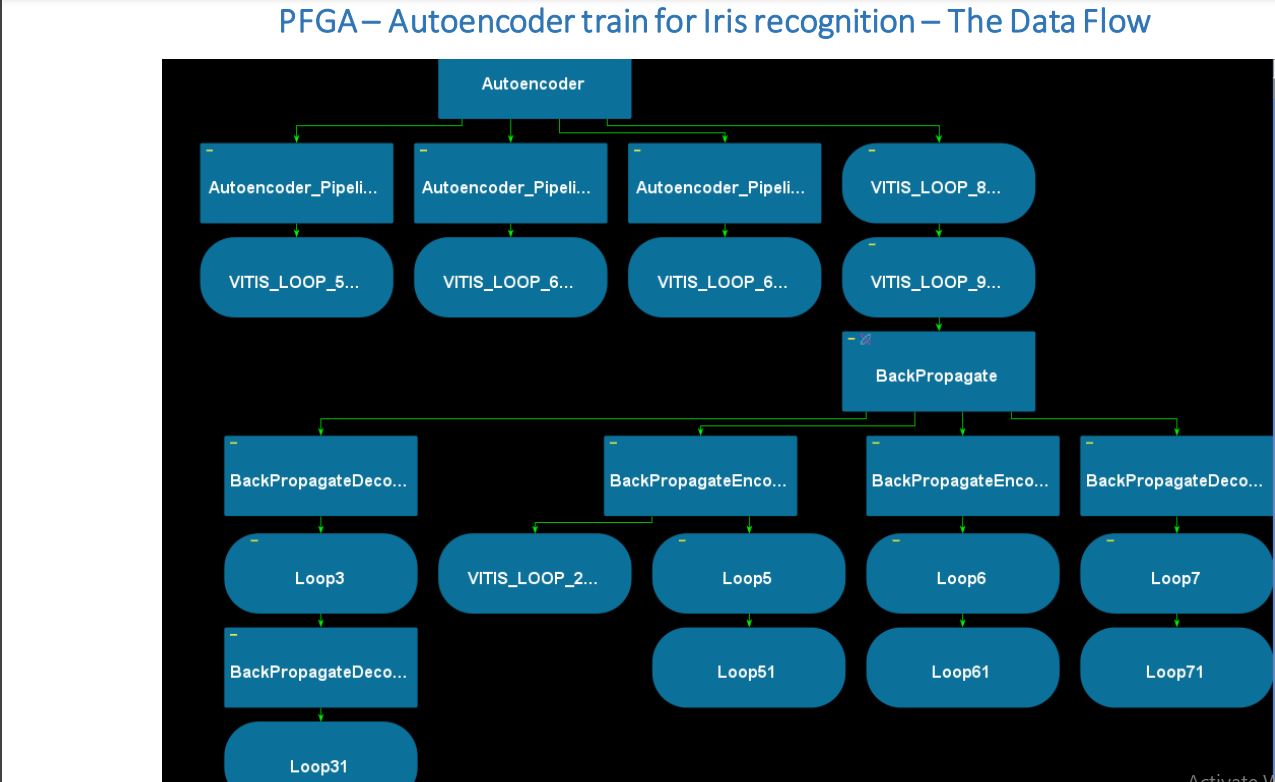 PFGA – Autoencoder train for Iris recognition – The Data Flow
Autoencoder
Autoencoder_Pipeli...
Autoencoder_Pipeli...
Autoencoder_Pipeli...
VITIS_LOOP_8...
VITIS_LOOP_5...
VITIS_LOOP_6...
VITIS_LOOP_6...
VITIS_LOOP_9...
BackPropagate
BackPropagateDeco...
BackPropagateEnco...
BackPropagateEnco...
BackPropagateDeco...
Loop3
VITIS_LOOP_2...
Loop5
Loop6
Loop7
BackPropagateDeco...
Loop51
Loop61
Loop71
Loop31